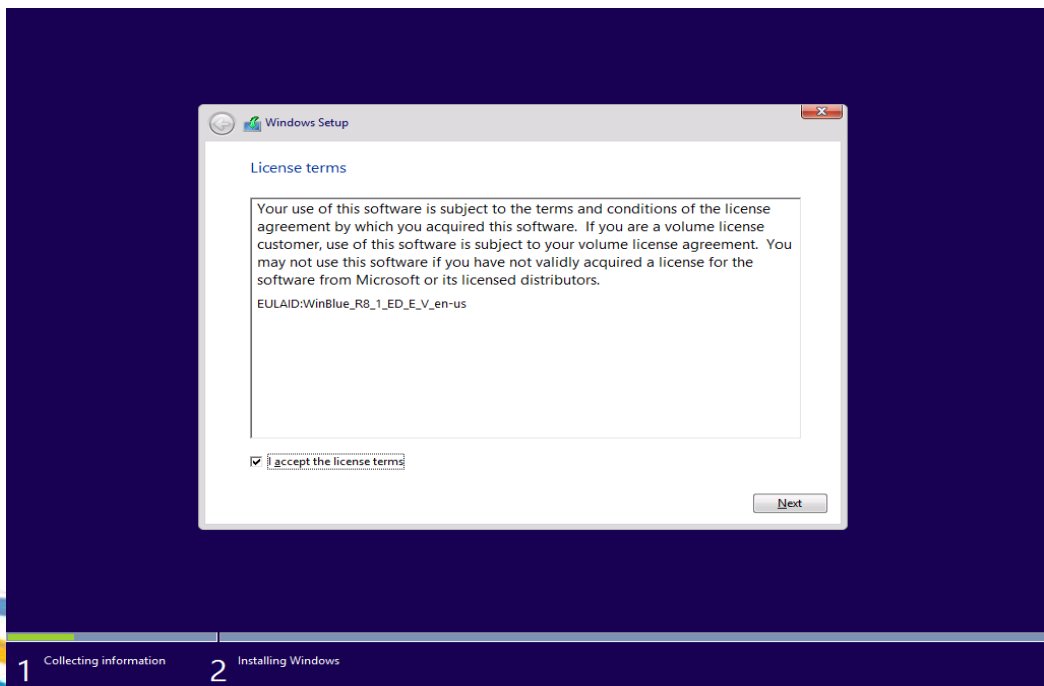 Windows Setup
License terms
Your use of this software is subject to the terms and conditions of the license
agreement by which you acquired this software.  If you are a volume license
customer, use of this software is subject to your volume license agreement.  You
may not use this software if you have not validly acquired a license for the
software from Microsoft or its licensed distributors.
EULAID:WinBlue_R8_1_ED_E_V_en-us
I accept the license terms
Next
1 Collecting information 2 Installing Windows